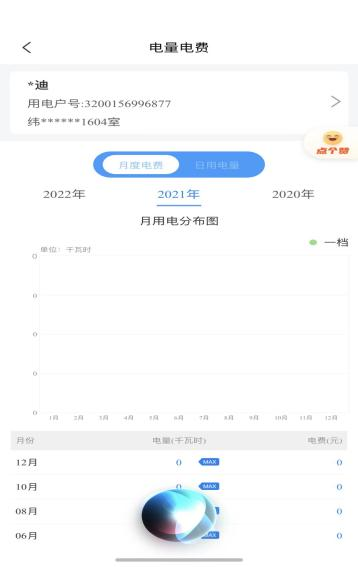 电量电费
*迪
用电户号:3200156996877
纬******1604室
点个赞
月度电费 日用电量
2022年 2021年 2020年
月用电分布图
一档
单位：千瓦时
0
0
0
0
0
1月 2月 3月 4月 5月 6月 7月 8月 9月 10月 11月 12月
月份 电量(千瓦时) 电费(元)
12月 0 MAX 0
10月 0 MAX 0
08月 0
06月 0